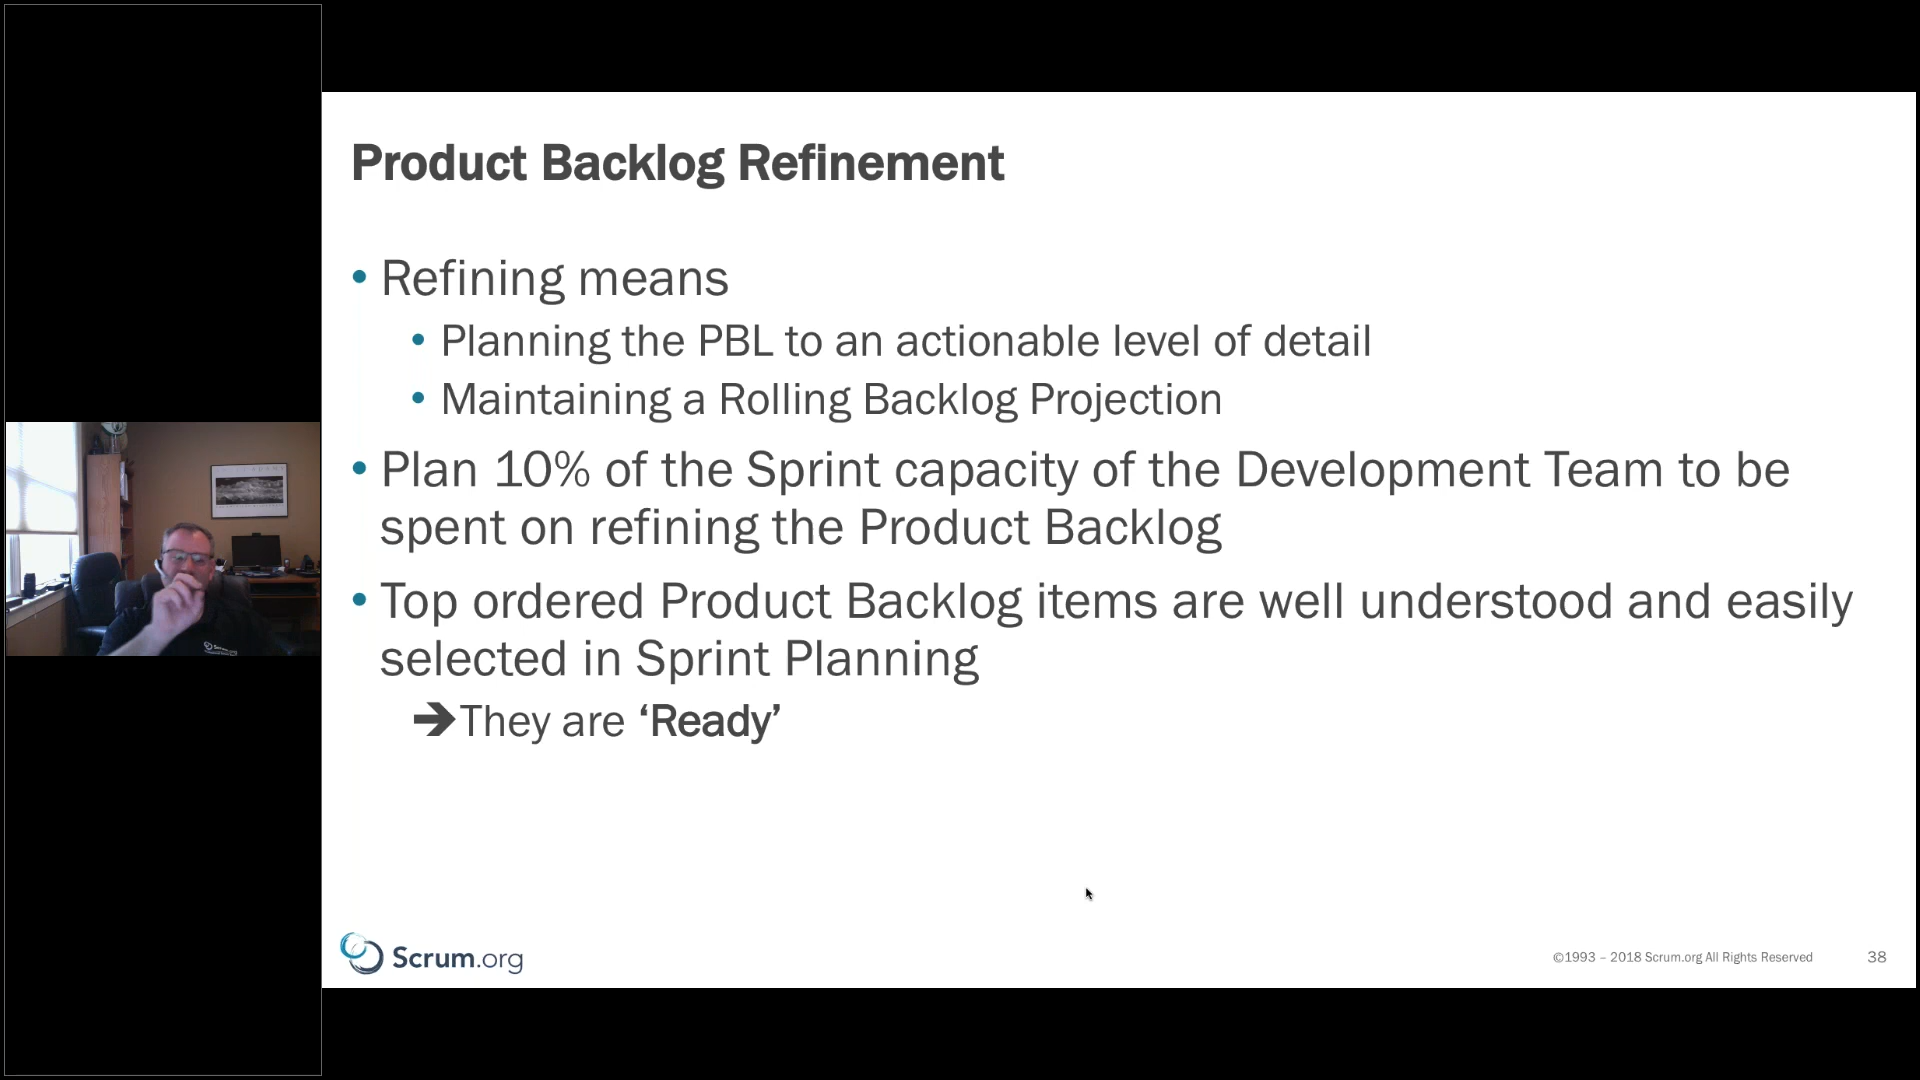 Product Backlog Refinement
• Refining means
• Planning the PBL to an actionable level of detail
• Maintaining a Rolling Backlog Projection
• Plan 10% of the Sprint capacity of the Development Team to be
spent on refining the Product Backlog
• Top ordered Product Backlog items are well understood and easily
selected in Sprint Planning
➔They are ‘Ready’
Scrum.org
©1993 – 2018 Scrum.org All Rights Reserved
38